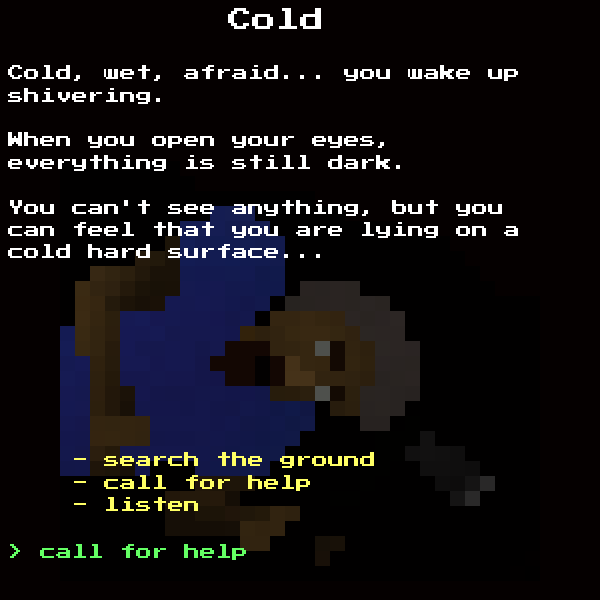 Cold
Cold, wet, afraid... you wake up
shivering.
When you open your eyes,
everything is still dark.
You can't see anything, but you
can feel that you are lying on a
cold hard surface...
- search the ground
- call for help
- listen
> call for help